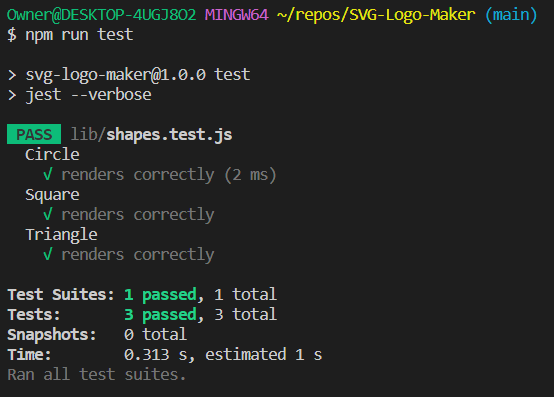 Owner@DESKTOP-4UGJ8O2 MINGW64 ~/repos/SVG-Logo-Maker (main)
$ npm run test
> svg-logo-maker@1.0.0 test
> jest --verbose
PASS lib/shapes.test.js
Circle
√ renders correctly (2 ms)
Square
√ renders correctly
Triangle
√ renders correctly
Test Suites: 1 passed, 1 total
Tests: 3 passed, 3 total
Snapshots: 0 total
Time: 0.313 s, estimated 1 s
Ran all test suites.